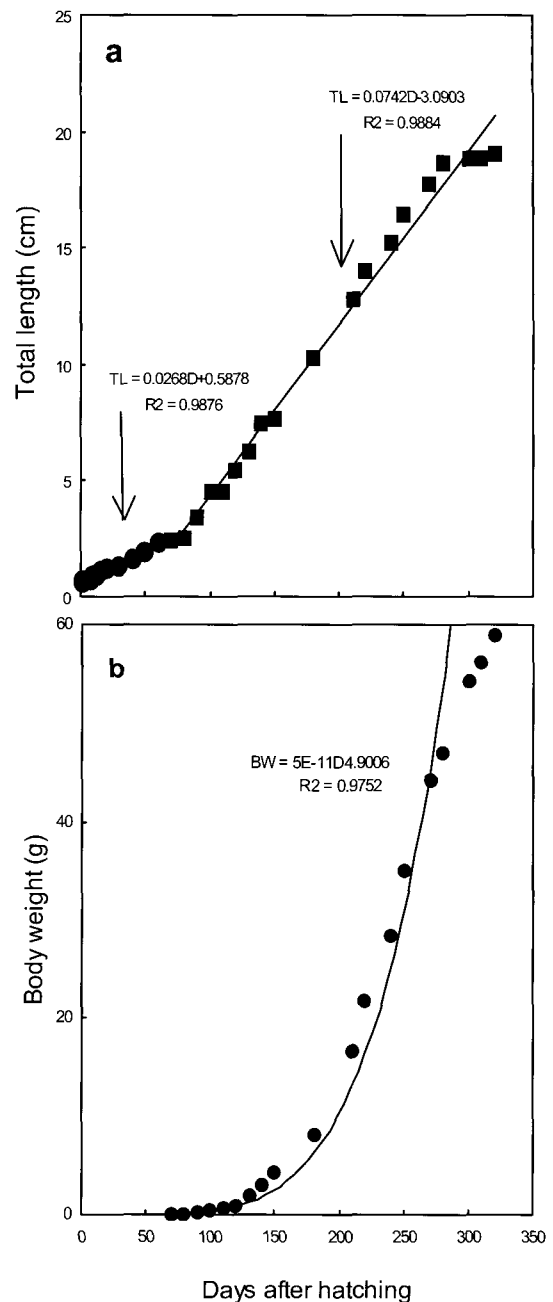 25
a
TL = 0.0742D-3.0903
R2 = 0.9884
20
15
Total length (cm)
10
TL = 0.0268D+0.5878
R2 = 0.9876
5
0
60
b
BW = 5E-11D4.9006
R2 = 0.9752
40
Body weight (g)
20
0
0 50 100 150 200 250 300 350
Days after hatching